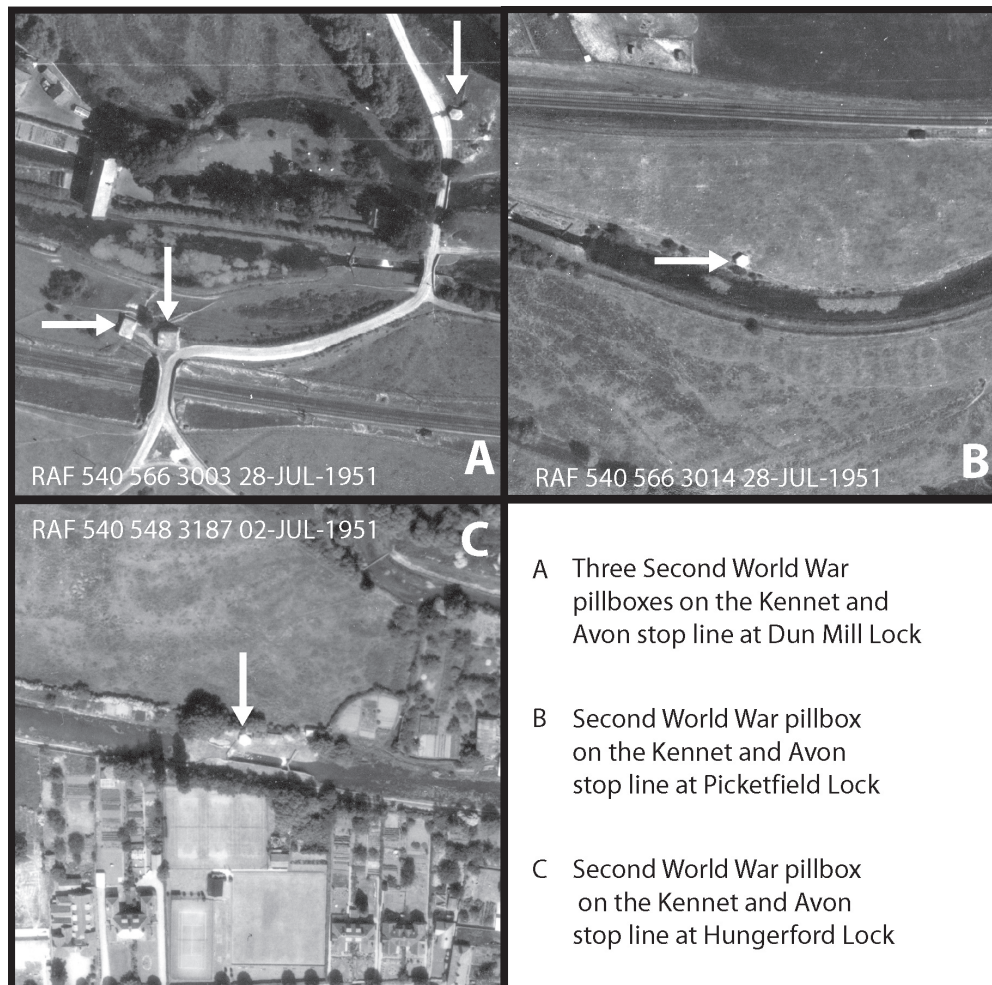 A
RAF 540 566 3003 28-JUL-1951
B
RAF 540 566 3014 28-JUL-1951
RAF 540 548 3187 02-JUL-1951
C
A Three Second World War
pillboxes on the Kennet and
Avon stop line at Dun Mill Lock
B Second World War pillbox
on the Kennet and Avon
stop line at Picketfield Lock
C Second World War pillbox
on the Kennet and Avon
stop line at Hungerford Lock